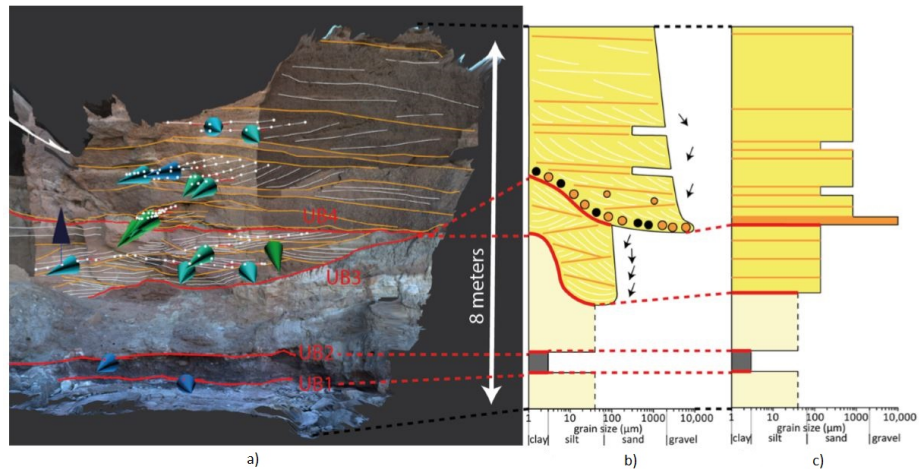 UB4
UB3
UB2
UB1
8 meters
1 10 100 1000 10,000
grain size (μm)
clay silt sand gravel
1 10 100 1000 10,000
grain size (μm)
clay silt sand gravel
a) b) c)